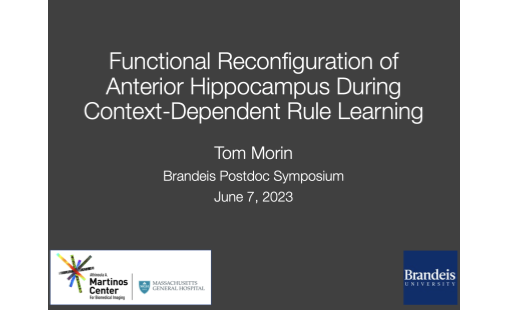 Functional Reconfiguration of
Anterior Hippocampus During
Context-Dependent Rule Learning
Tom Morin
Brandeis Postdoc Symposium
June 7, 2023
Athinoula A.
Martinos
Center
For Biomedical Imaging
MASSACHUSETTS
GENERAL HOSPITAL
Brandeis
UNIVERSITY